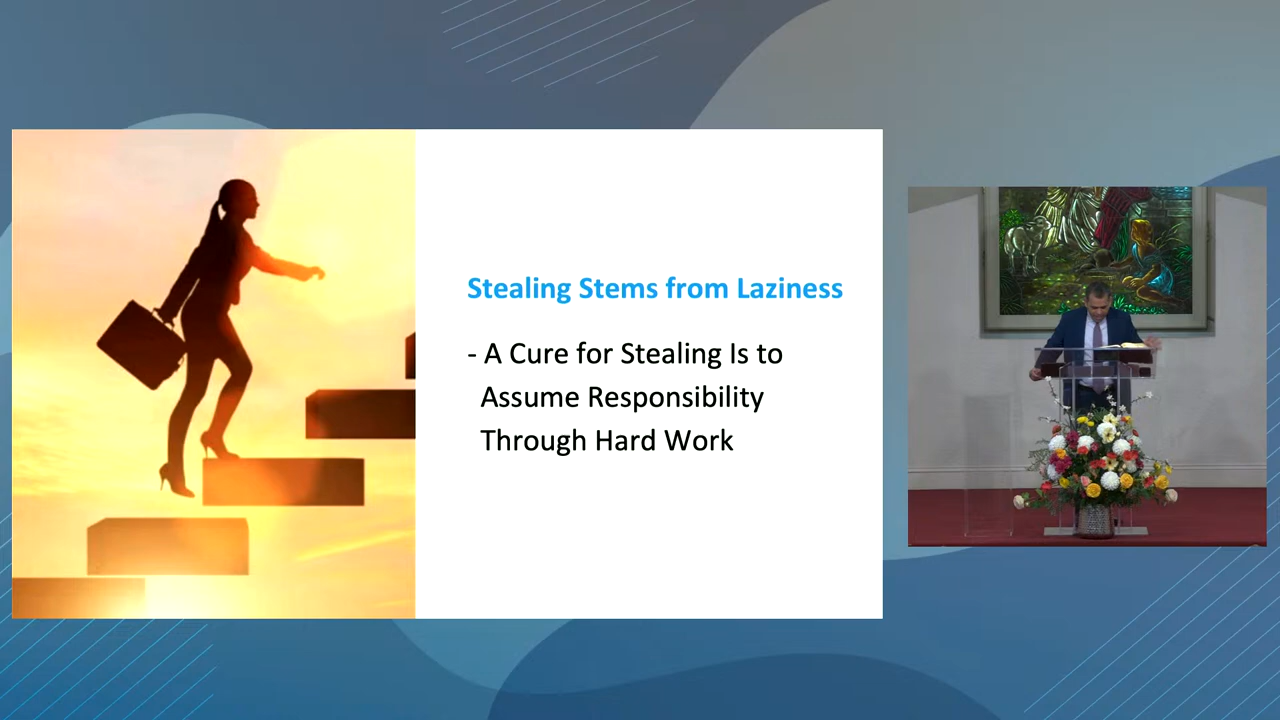 Stealing Stems from Laziness
- A Cure for Stealing Is to
Assume Responsibility
Through Hard Work